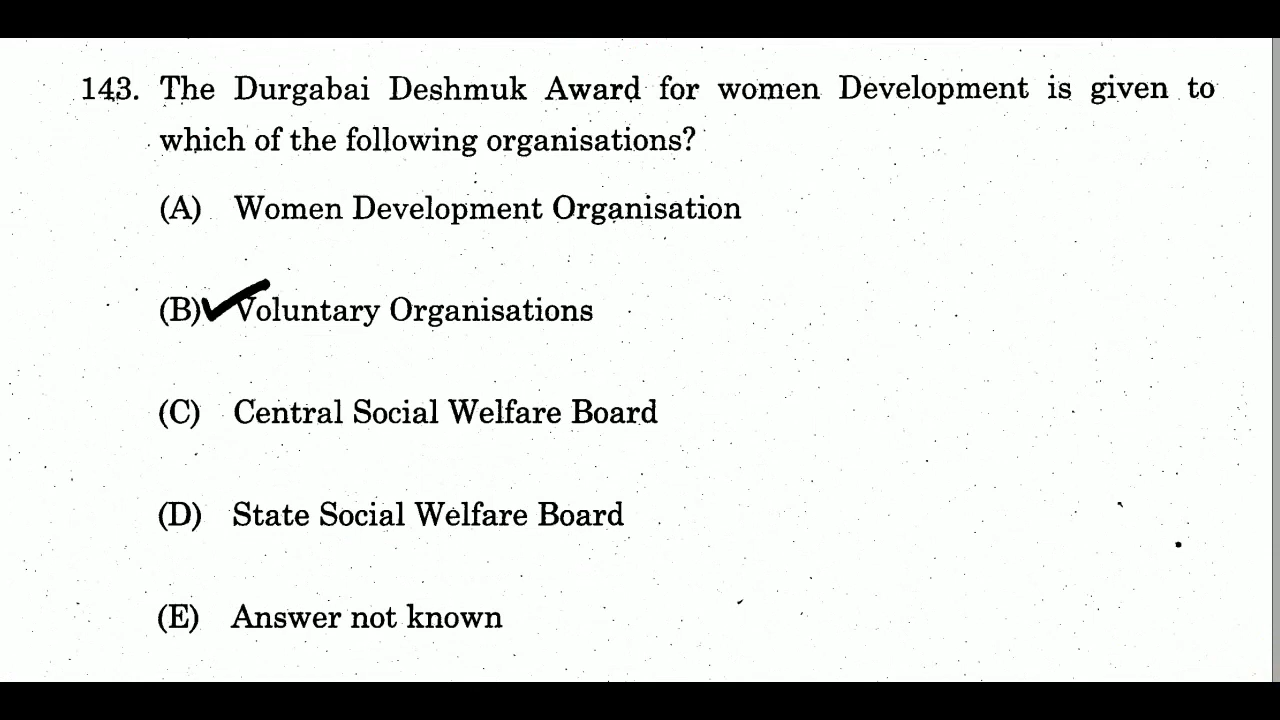 143. The Durgabai Deshmuk Award for women Development is given to
which of the following organisations?
(A) Women Development Organisation
(B) Voluntary Organisations
(C) Central Social Welfare Board
(D) State Social Welfare Board
(E) Answer not known